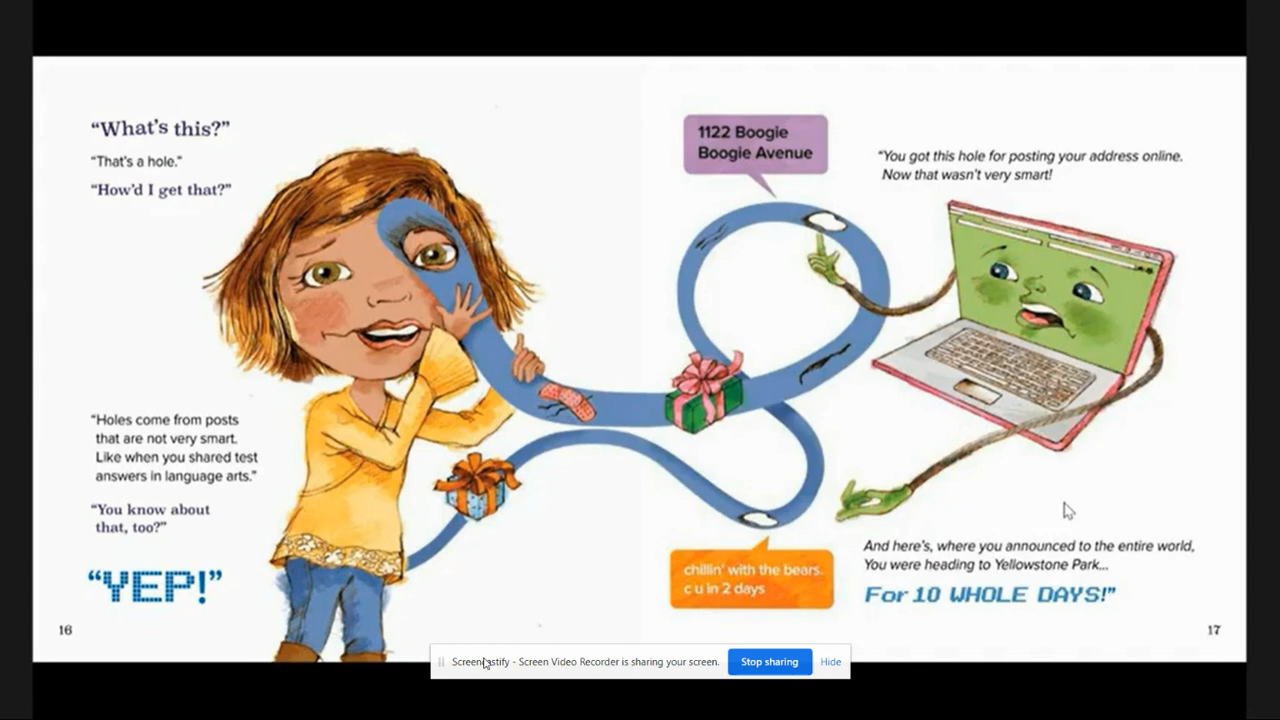 “What’s this?”
“That’s a hole.”
“How’d I get that?”
“Holes come from posts
that are not very smart.
Like when you shared test
answers in language arts.”
“You know about
that, too?”
“YEP!”
16
1122 Boogie
Boogie Avenue
“You got this hole for posting your address online.
Now that wasn’t very smart!
chillin’ with the bears.
c u in 2 days
And here’s, where you announced to the entire world,
You were heading to Yellowstone Park...
For 10 WHOLE DAYS!”
17
Screencastify - Screen Video Recorder is sharing your screen.
Stop sharing
Hide